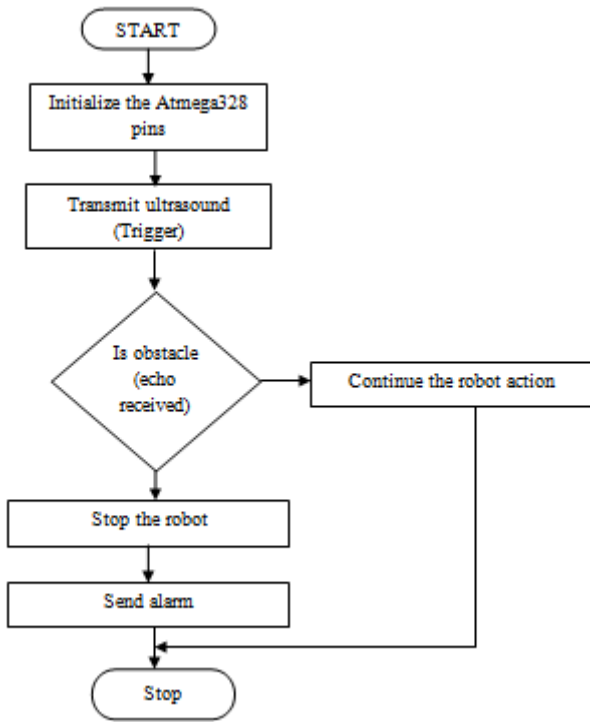 START
Initialize the Atmega328
pins
Transmit ultrasound
(Trigger)
Is obstacle
(echo
received)
Continue the robot action
Stop the robot
Send alarm
Stop